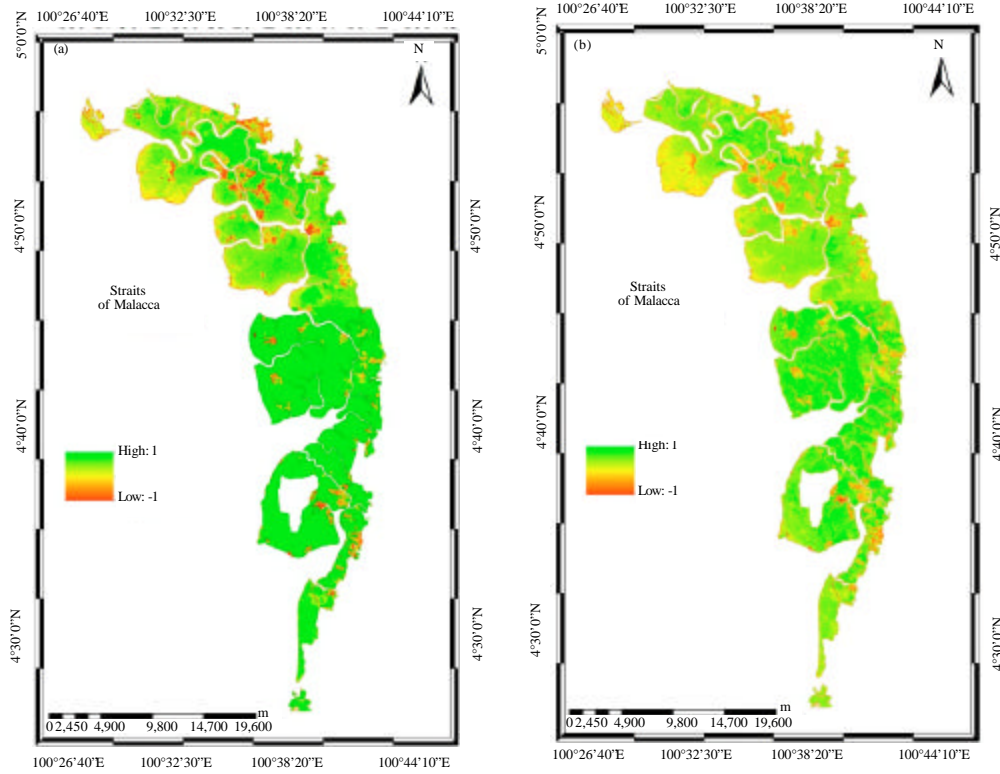 100°26'40"E 100°32'30"E 100°38'20"E 100°44'10"E
5°0'0"N
(a)
N
4°50'0"N
4°50'0"N
Straits
of Malacca
4°40'0"N
4°40'0"N
High: 1
Low: -1
4°30'0"N
4°30'0"N
m
0 2,450 4,900 9,800 14,700 19,600
100°26'40"E 100°32'30"E 100°38'20"E 100°44'10"E
100°26'40"E 100°32'30"E 100°38'20"E 100°44'10"E
5°0'0"N
(b)
N
4°50'0"N
4°50'0"N
Straits
of Malacca
4°40'0"N
4°40'0"N
High: 1
Low: -1
4°30'0"N
4°30'0"N
m
0 2,450 4,900 9,800 14,700 19,600
100°26'40"E 100°32'30"E 100°38'20"E 100°44'10"E